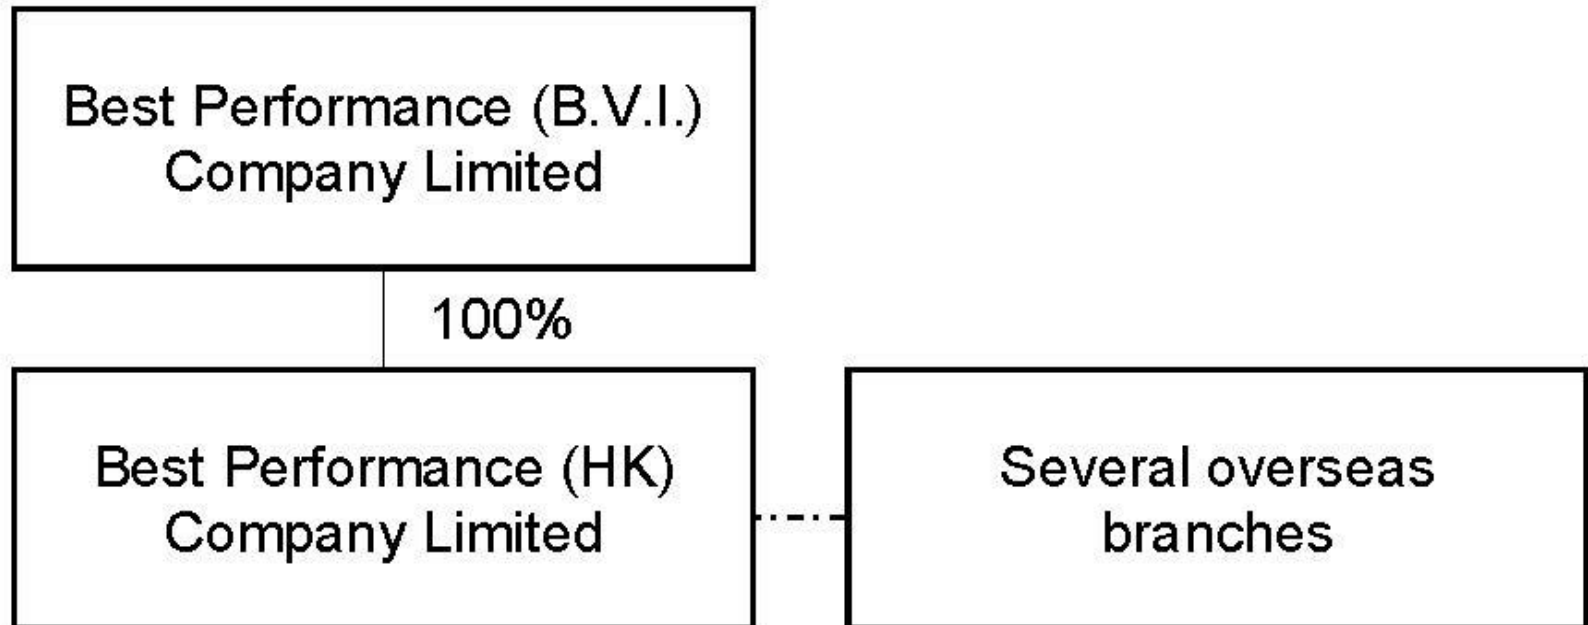 Best Performance (B.V.I.)
Company Limited
100%
Best Performance (HK)
Company Limited
Several overseas
branches